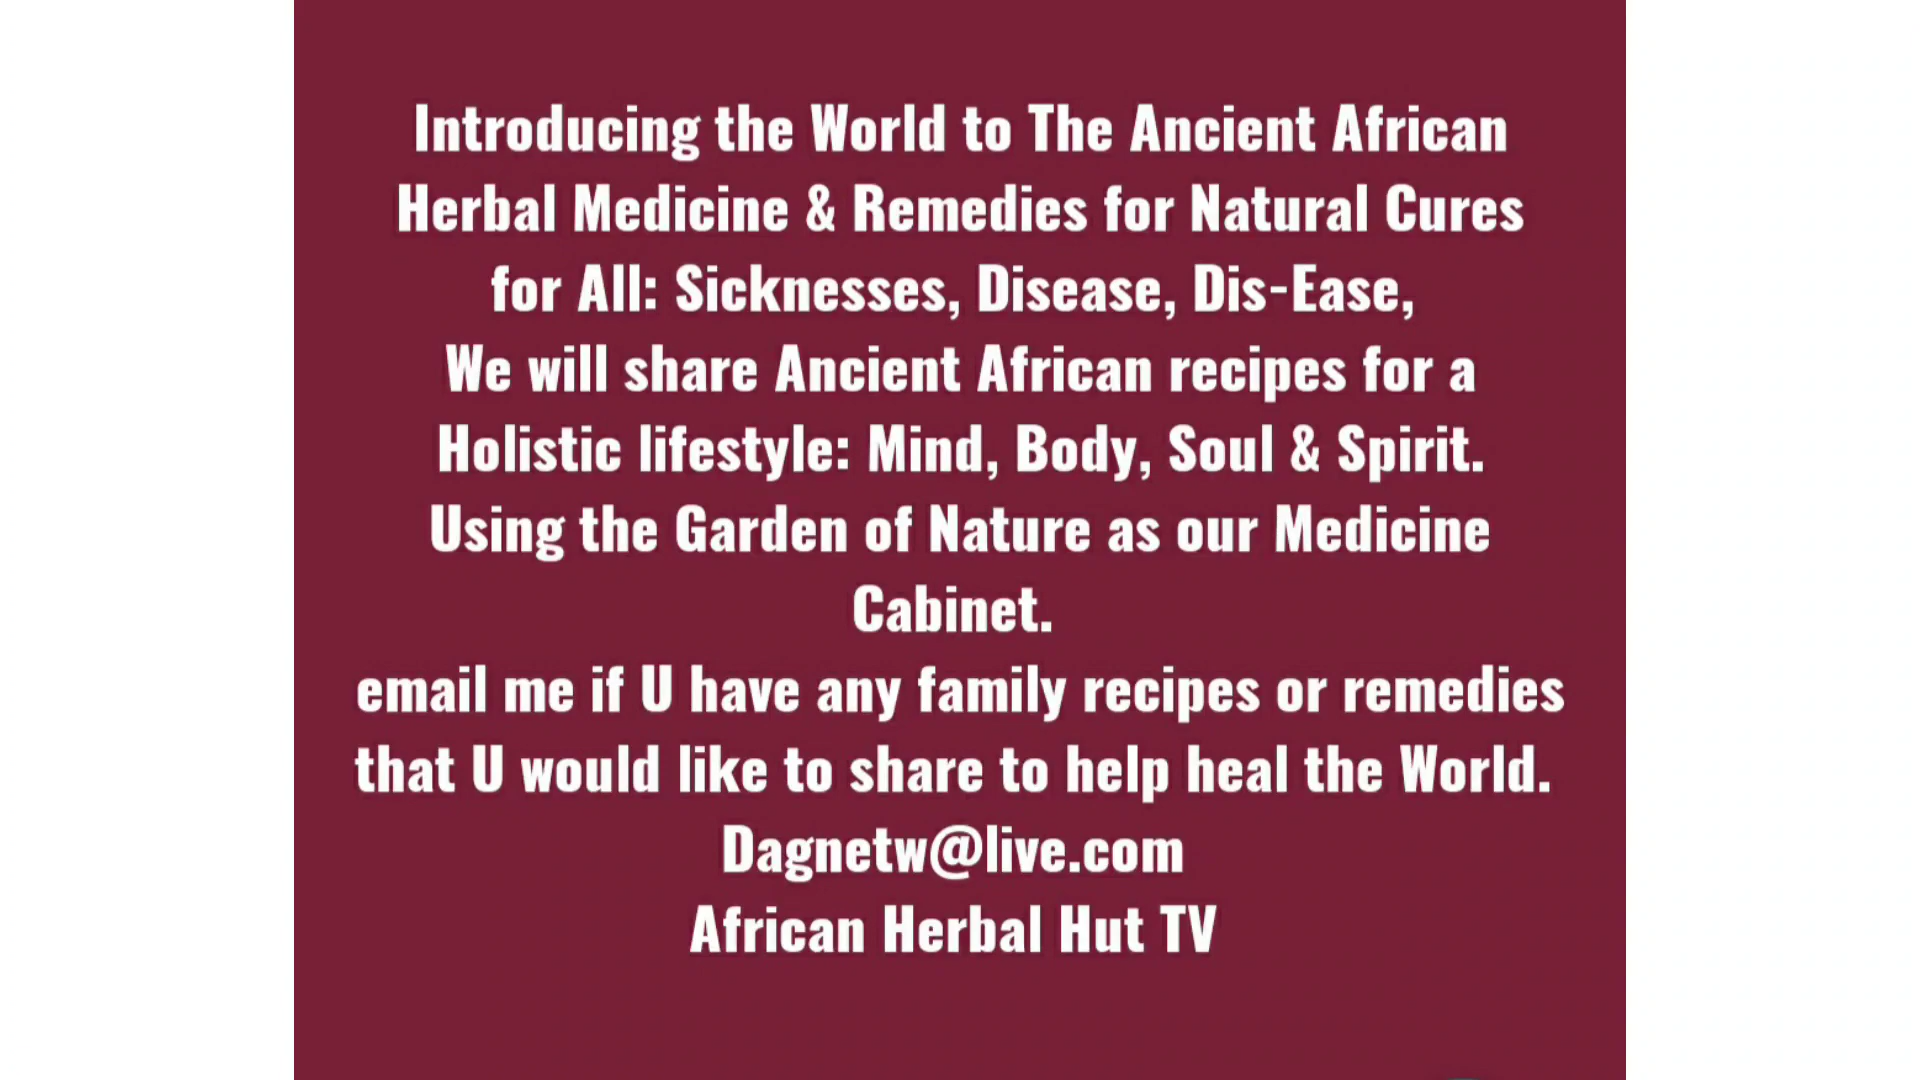 Introducing the World to The Ancient African
Herbal Medicine & Remedies for Natural Cures
for All: Sicknesses, Disease, Dis-Ease,
We will share Ancient African recipes for a
Holistic lifestyle: Mind, Body, Soul & Spirit.
Using the Garden of Nature as our Medicine
Cabinet.
email me if U have any family recipes or remedies
that U would like to share to help heal the World.
Dagnetw@live.com
African Herbal Hut TV